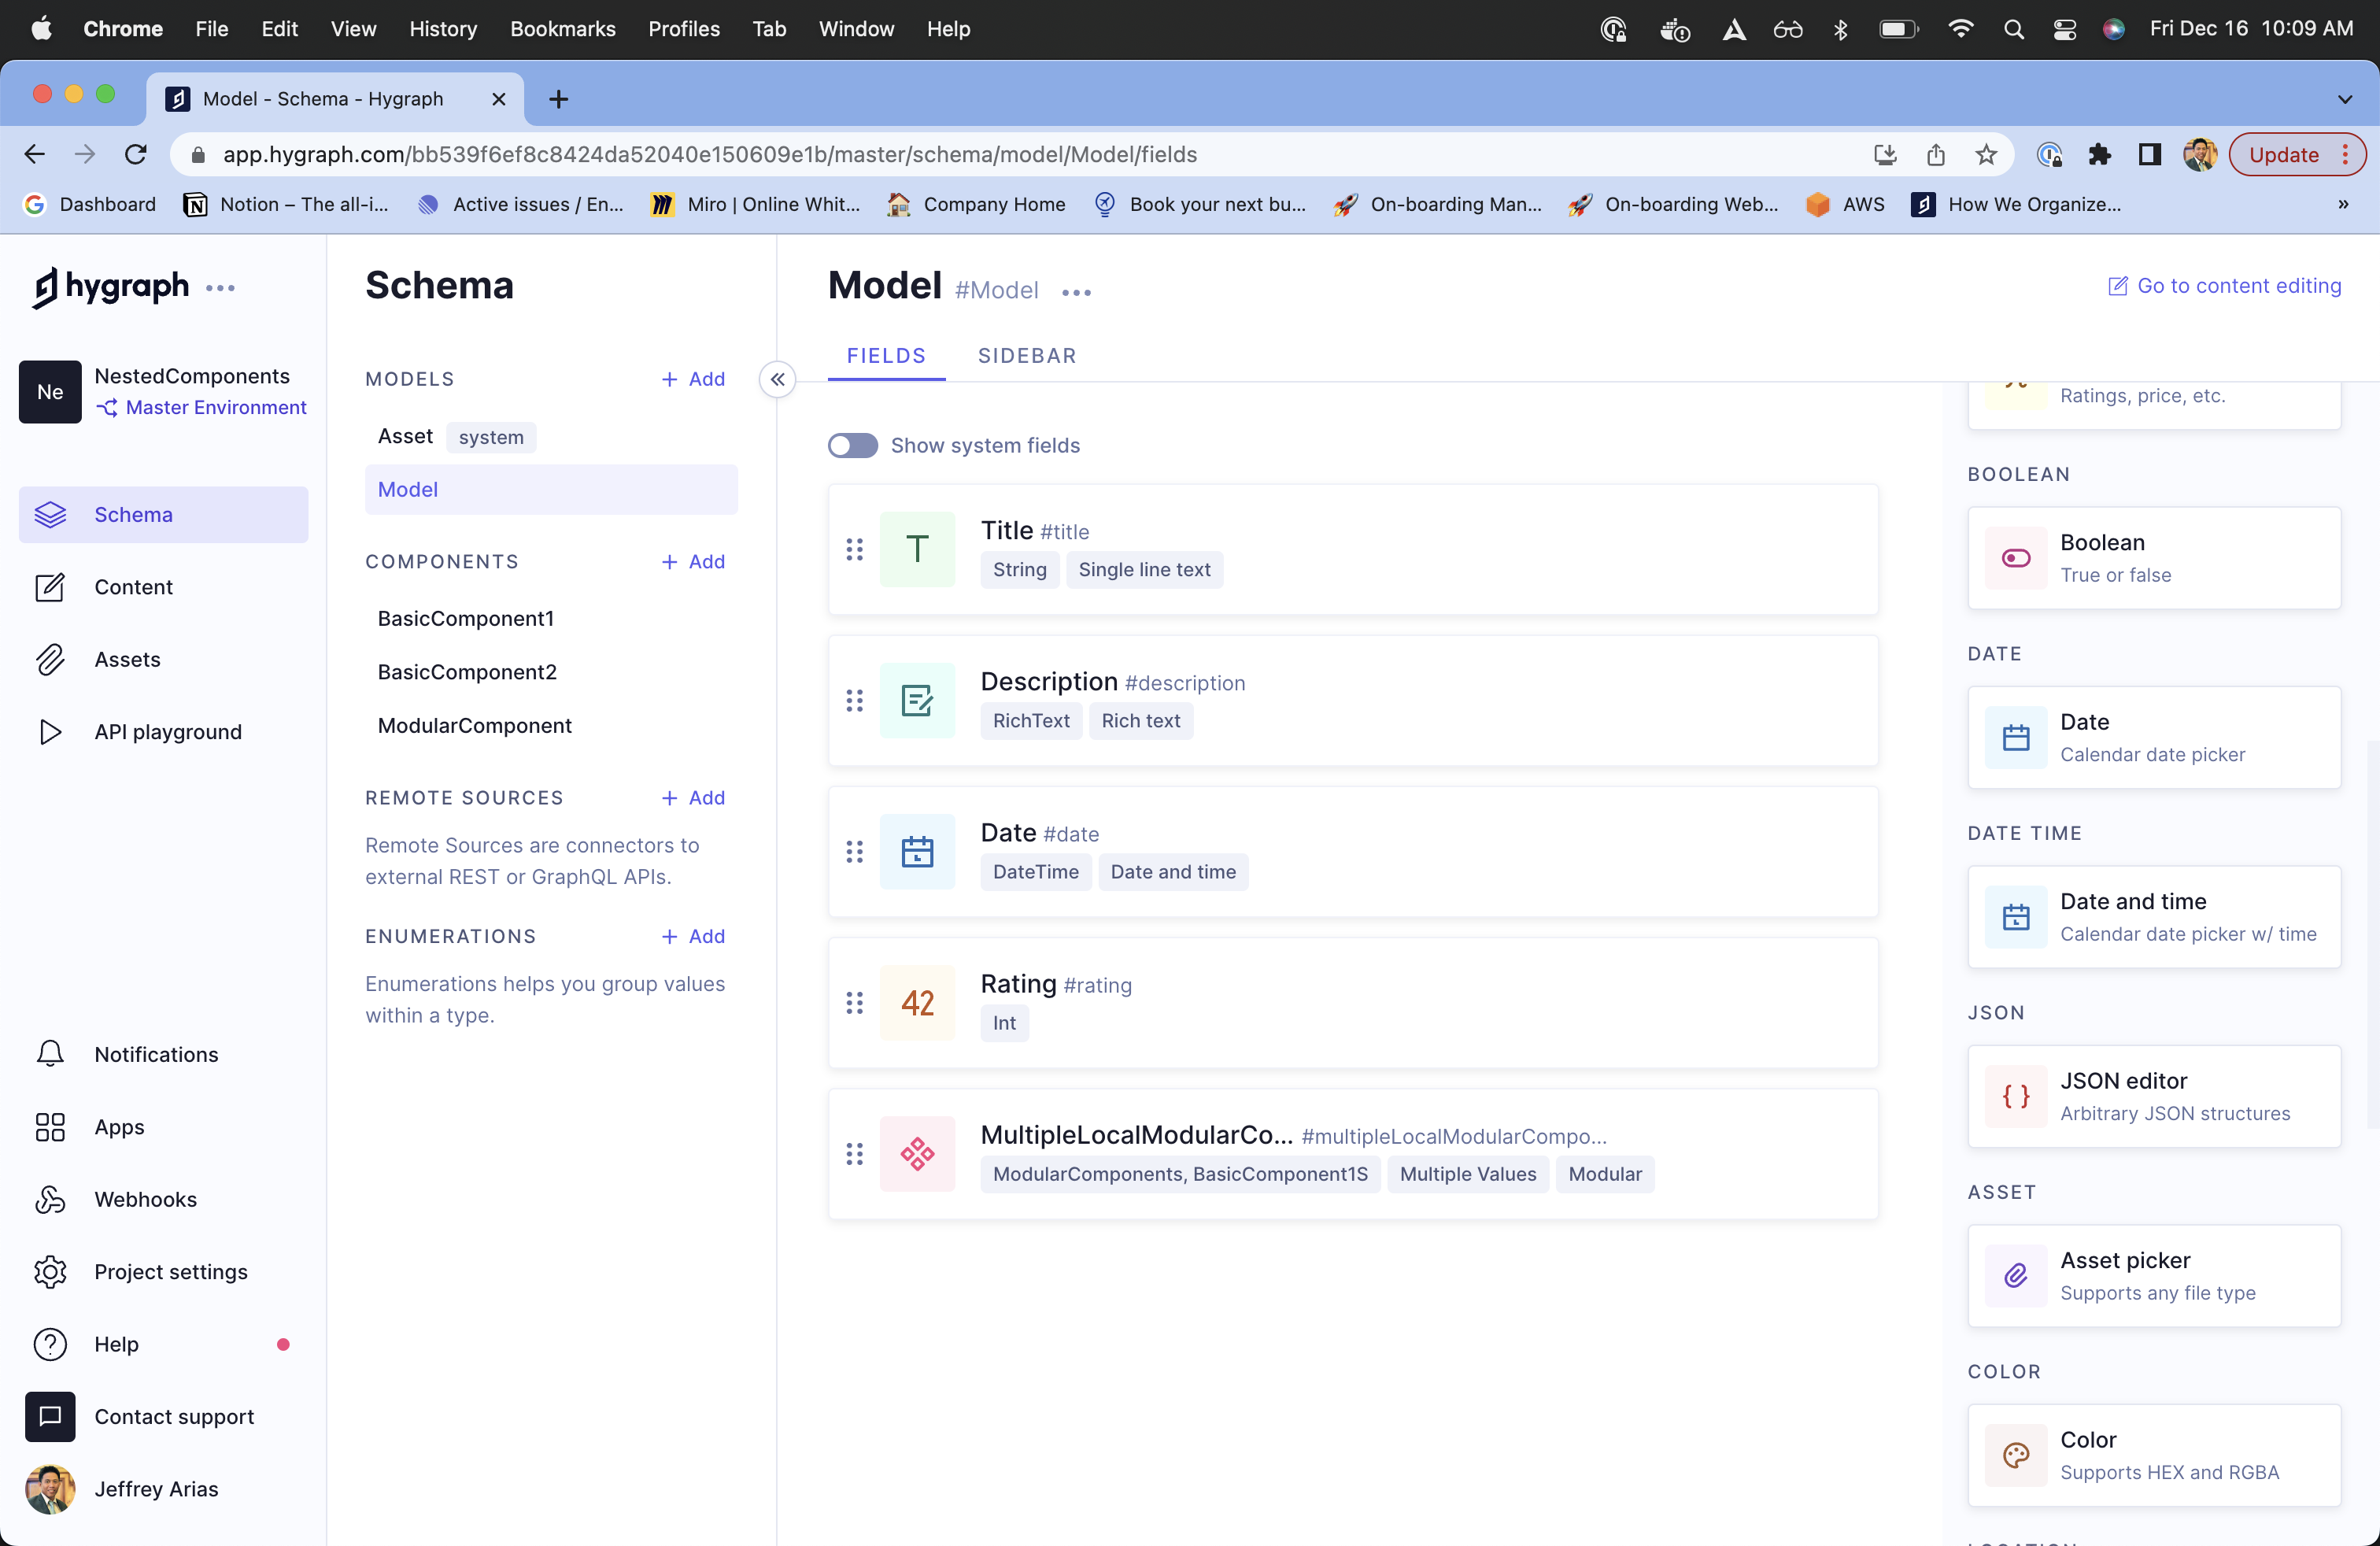 Chrome File Edit View History Bookmarks Profiles Tab Window Help Fri Dec 16 10:09 AM
Model - Schema - Hygraph
app.hygraph.com/bb539f6ef8c8424da52040e150609e1b/master/schema/model/Model/fields
Update
Dashboard Notion – The all-i... Active issues / En... Miro | Online Whit... Company Home Book your next bu... On-boarding Man... On-boarding Web... AWS How We Organize... »
hygraph
Ne
NestedComponents
Master Environment
Schema
Content
Assets
API playground
Notifications
Apps
Webhooks
Project settings
Help
Contact support
Jeffrey Arias
Schema
MODELS + Add
Asset system
Model
COMPONENTS + Add
BasicComponent1
BasicComponent2
ModularComponent
REMOTE SOURCES + Add
Remote Sources are connectors to
external REST or GraphQL APIs.
ENUMERATIONS + Add
Enumerations helps you group values
within a type.
Model #Model
Go to content editing
FIELDS SIDEBAR
Show system fields
T
Title #title
String Single line text
Description #description
RichText Rich text
Date #date
DateTime Date and time
42
Rating #rating
Int
MultipleLocalModularCo... #multipleLocalModularCompo...
ModularComponents, BasicComponent1S Multiple Values Modular
Ratings, price, etc.
BOOLEAN
Boolean
True or false
DATE
Date
Calendar date picker
DATE TIME
Date and time
Calendar date picker w/ time
JSON
{ }
JSON editor
Arbitrary JSON structures
ASSET
Asset picker
Supports any file type
COLOR
Color
Supports HEX and RGBA